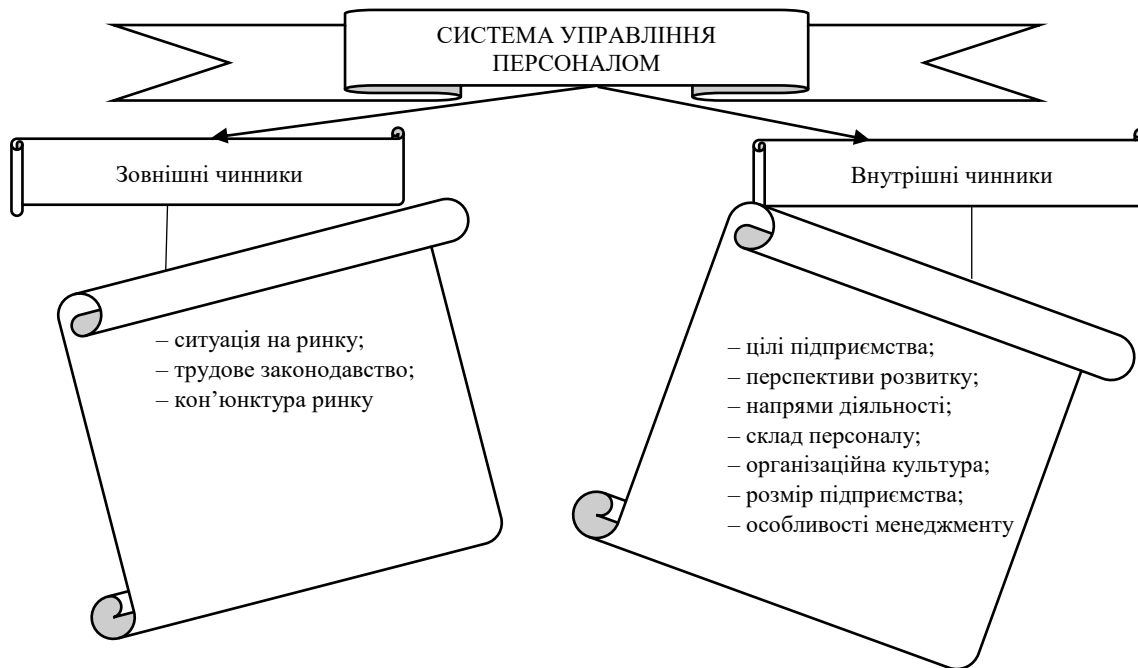 СИСТЕМА УПРАВЛІННЯ
ПЕРСОНАЛОМ
Зовнішні чинники
Внутрішні чинники
– ситуація на ринку;
– трудове законодавство;
– кон’юнктура ринку
– цілі підприємства;
– перспективи розвитку;
– напрями діяльності;
– склад персоналу;
– організаційна культура;
– розмір підприємства;
– особливості менеджменту